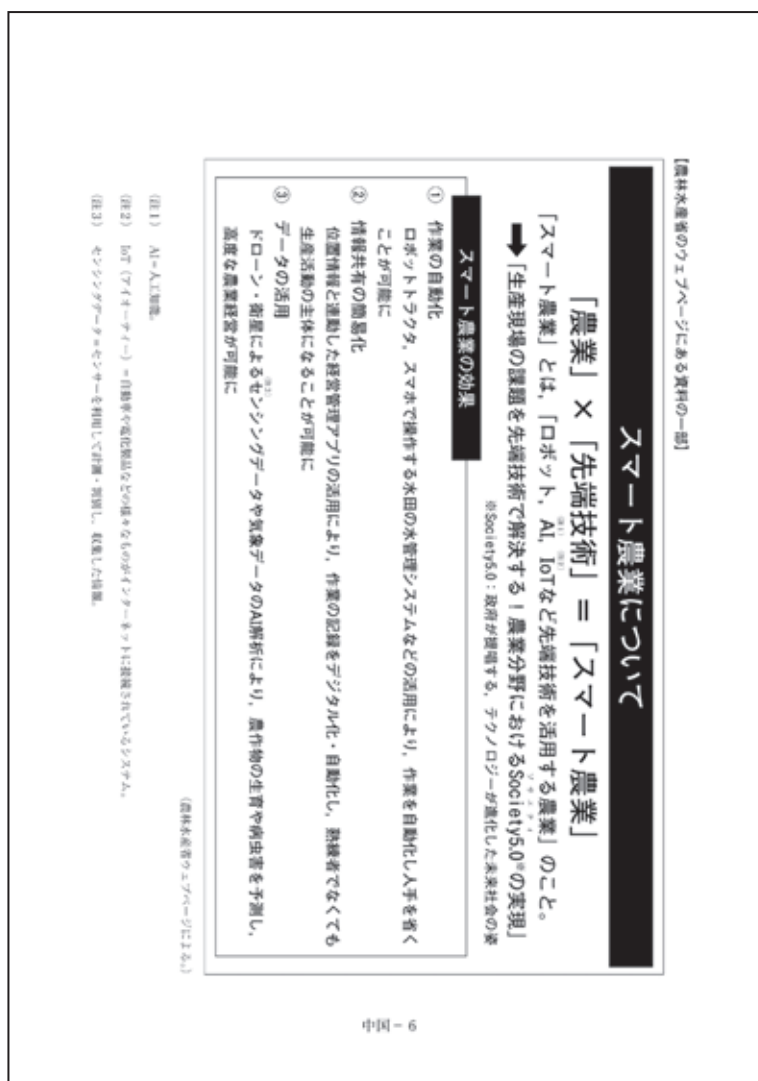 【農林水産省のウェブページにある資料の一部】
スマート農業について
「農業」×「先端技術」=「スマート農業」
「スマート農業」とは，「ロボット，AI，IoTなど先端技術を活用する農業」のこと。
(注1) (注2)
➡「生産現場の課題を先端技術で解決する！農業分野におけるSociety5.0※の実現」
ソサエティ
※Society5.0：政府が提唱する，テクノロジーが進化した未来社会の姿
スマート農業の効果
① 作業の自動化
ロボットトラクタ，スマホで操作する水田の水管理システムなどの活用により，作業を自動化し人手を省く
ことが可能に
② 情報共有の簡易化
位置情報と連動した経営管理アプリの活用により，作業の記録をデジタル化・自動化し，熟練者でなくても
生産活動の主体になることが可能に
③ データの活用
(注3)
ドローン・衛星によるセンシングデータや気象データのAI解析により，農作物の生育や病虫害を予測し，
高度な農業経営が可能に
（農林水産省ウェブページによる。）
（注1） AI＝人工知能。
（注2） IoT（アイオーティー）＝自動車や電化製品などの様々なものがインターネットに接続されているシステム。
（注3） センシングデータ＝センサーを利用して計測・判別し，収集した情報。
中国－6